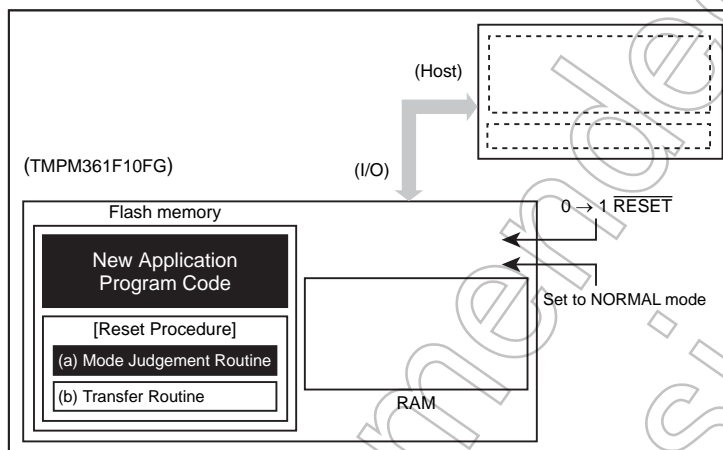 (Host)
(TMPM361F10FG)
(I/O)
Flash memory
0 → 1 RESET
New Application
Program Code
Set to NORMAL mode
[Reset Procedure]
(a) Mode Judgement Routine
(b) Transfer Routine
RAM